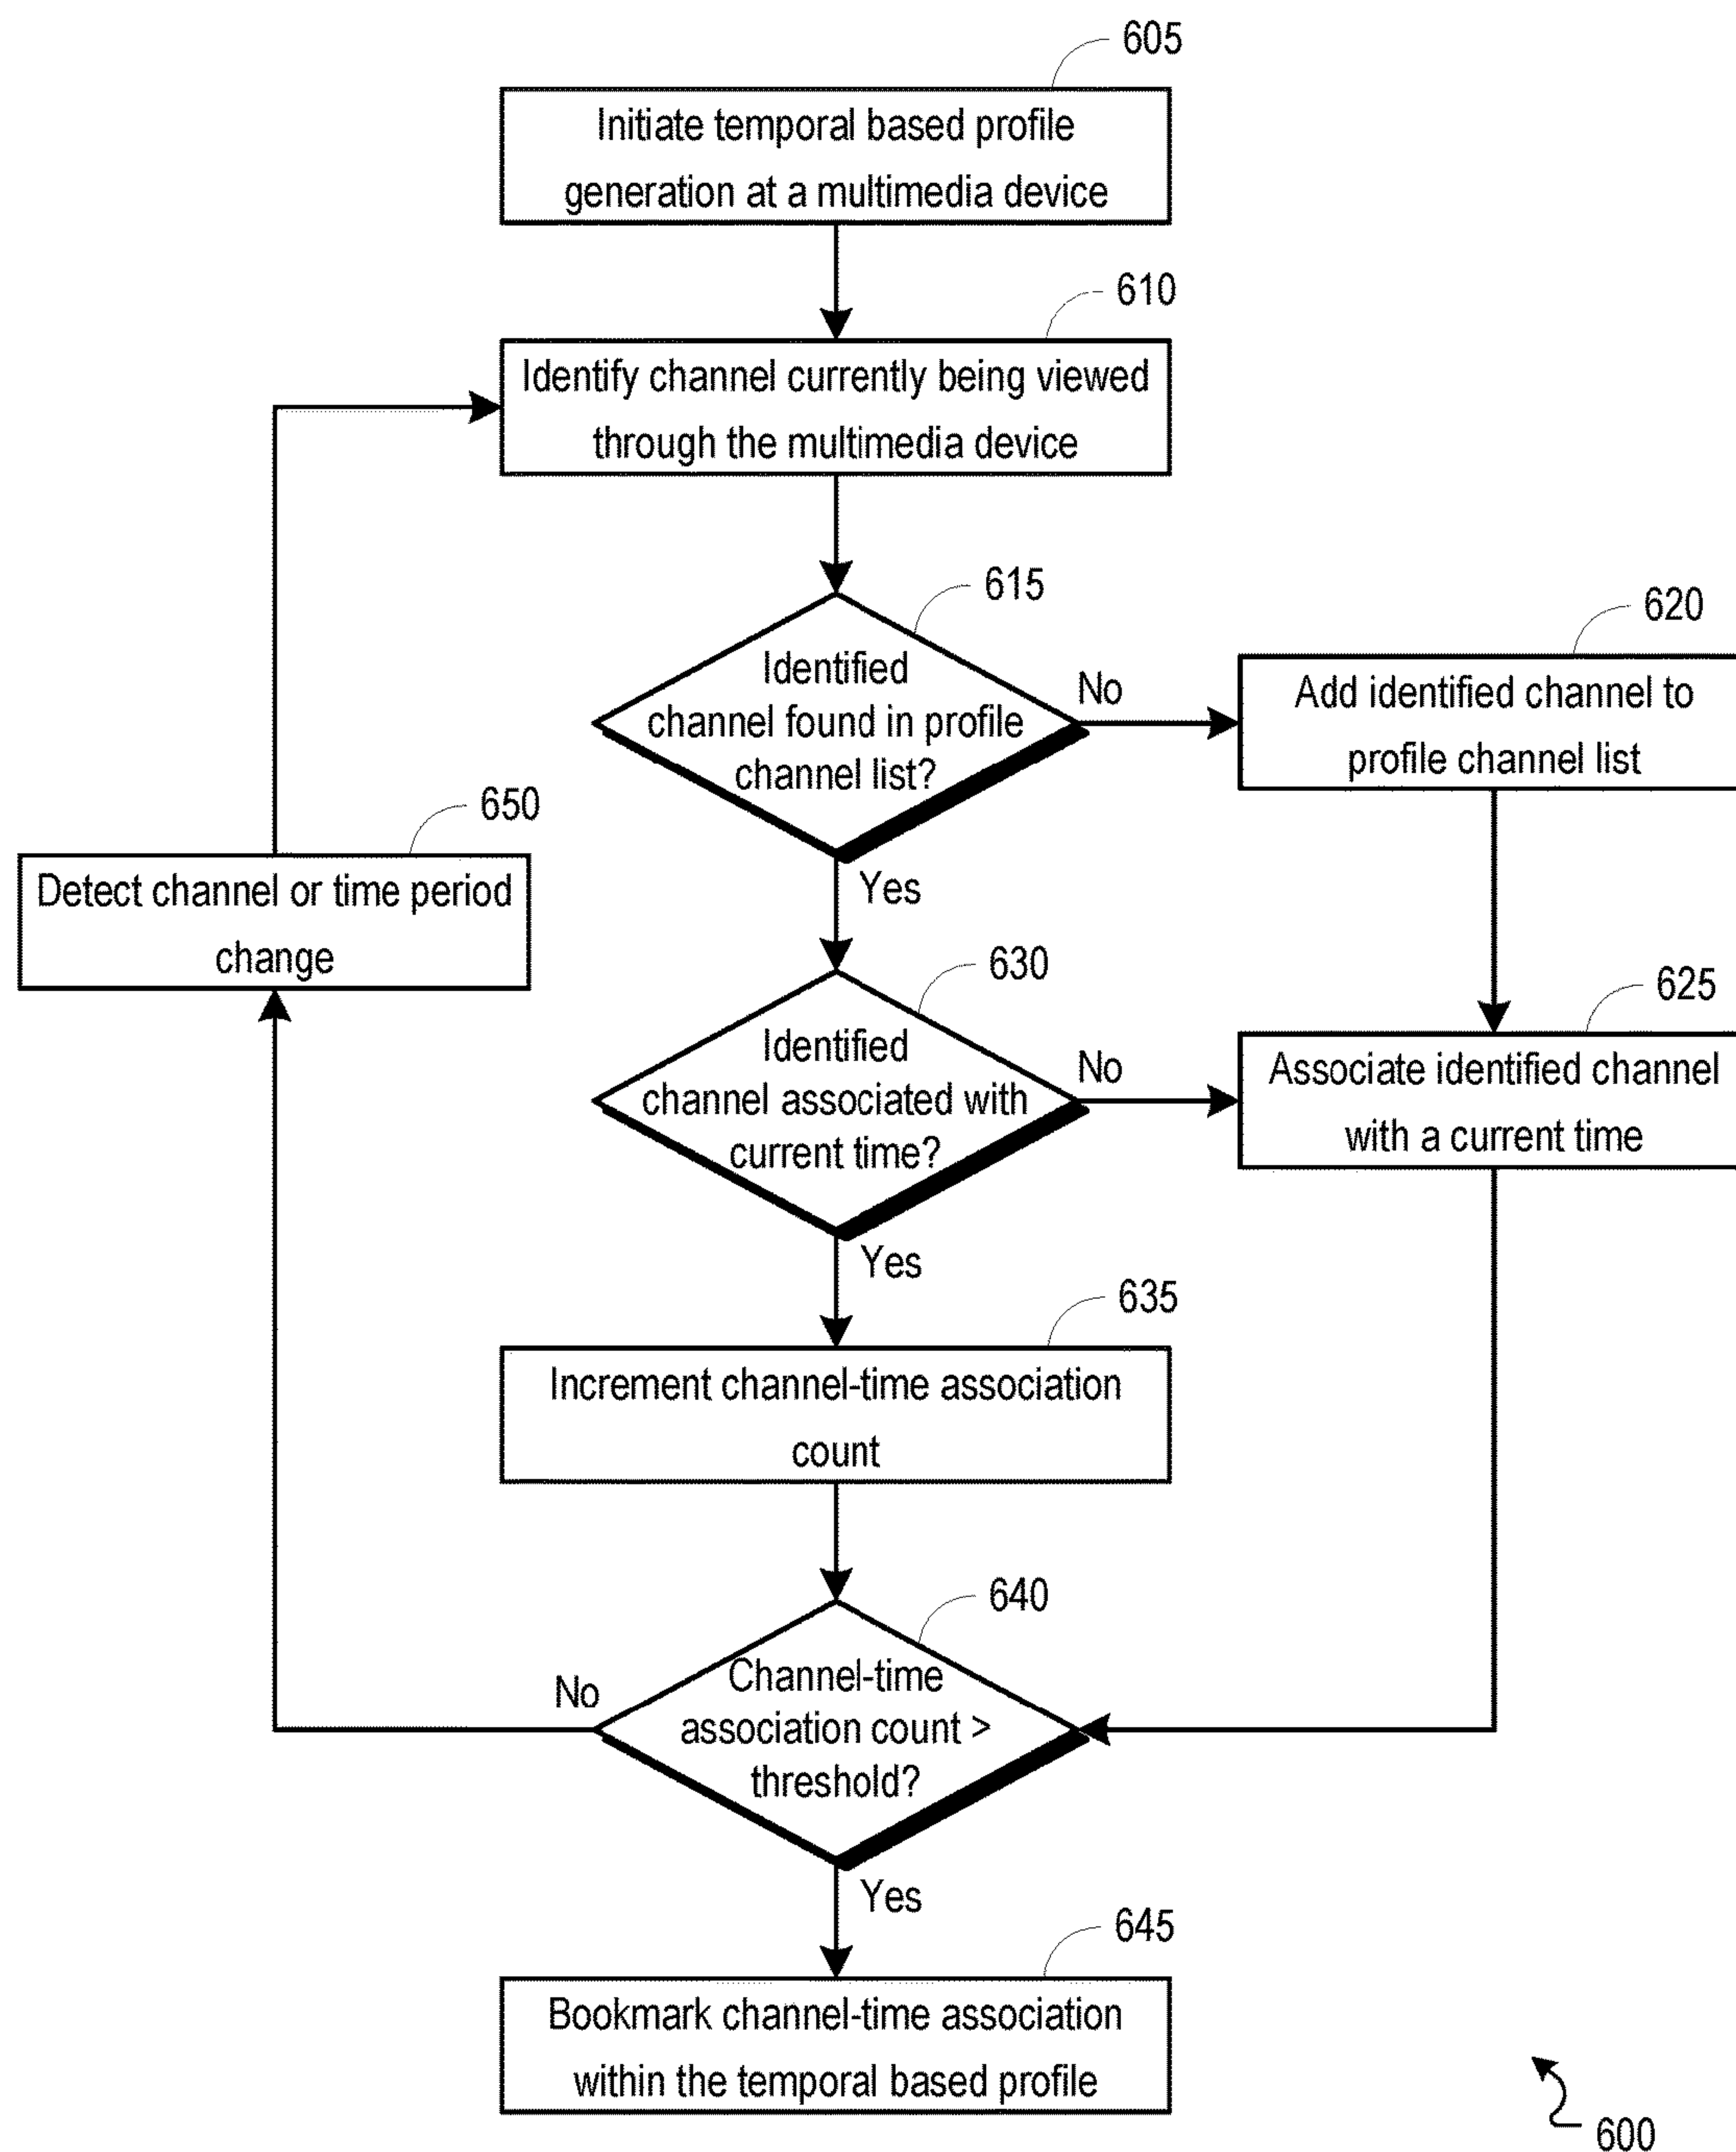 605
Initiate temporal based profile
generation at a multimedia device
610
Identify channel currently being viewed
through the multimedia device
615
Identified
channel found in profile
channel list?
No
Yes
620
Add identified channel to
profile channel list
650
Detect channel or time period
change
630
Identified
channel associated with
current time?
No
Yes
625
Associate identified channel
with a current time
635
Increment channel-time association
count
640
Channel-time
association count >
threshold?
No
Yes
645
Bookmark channel-time association
within the temporal based profile
600